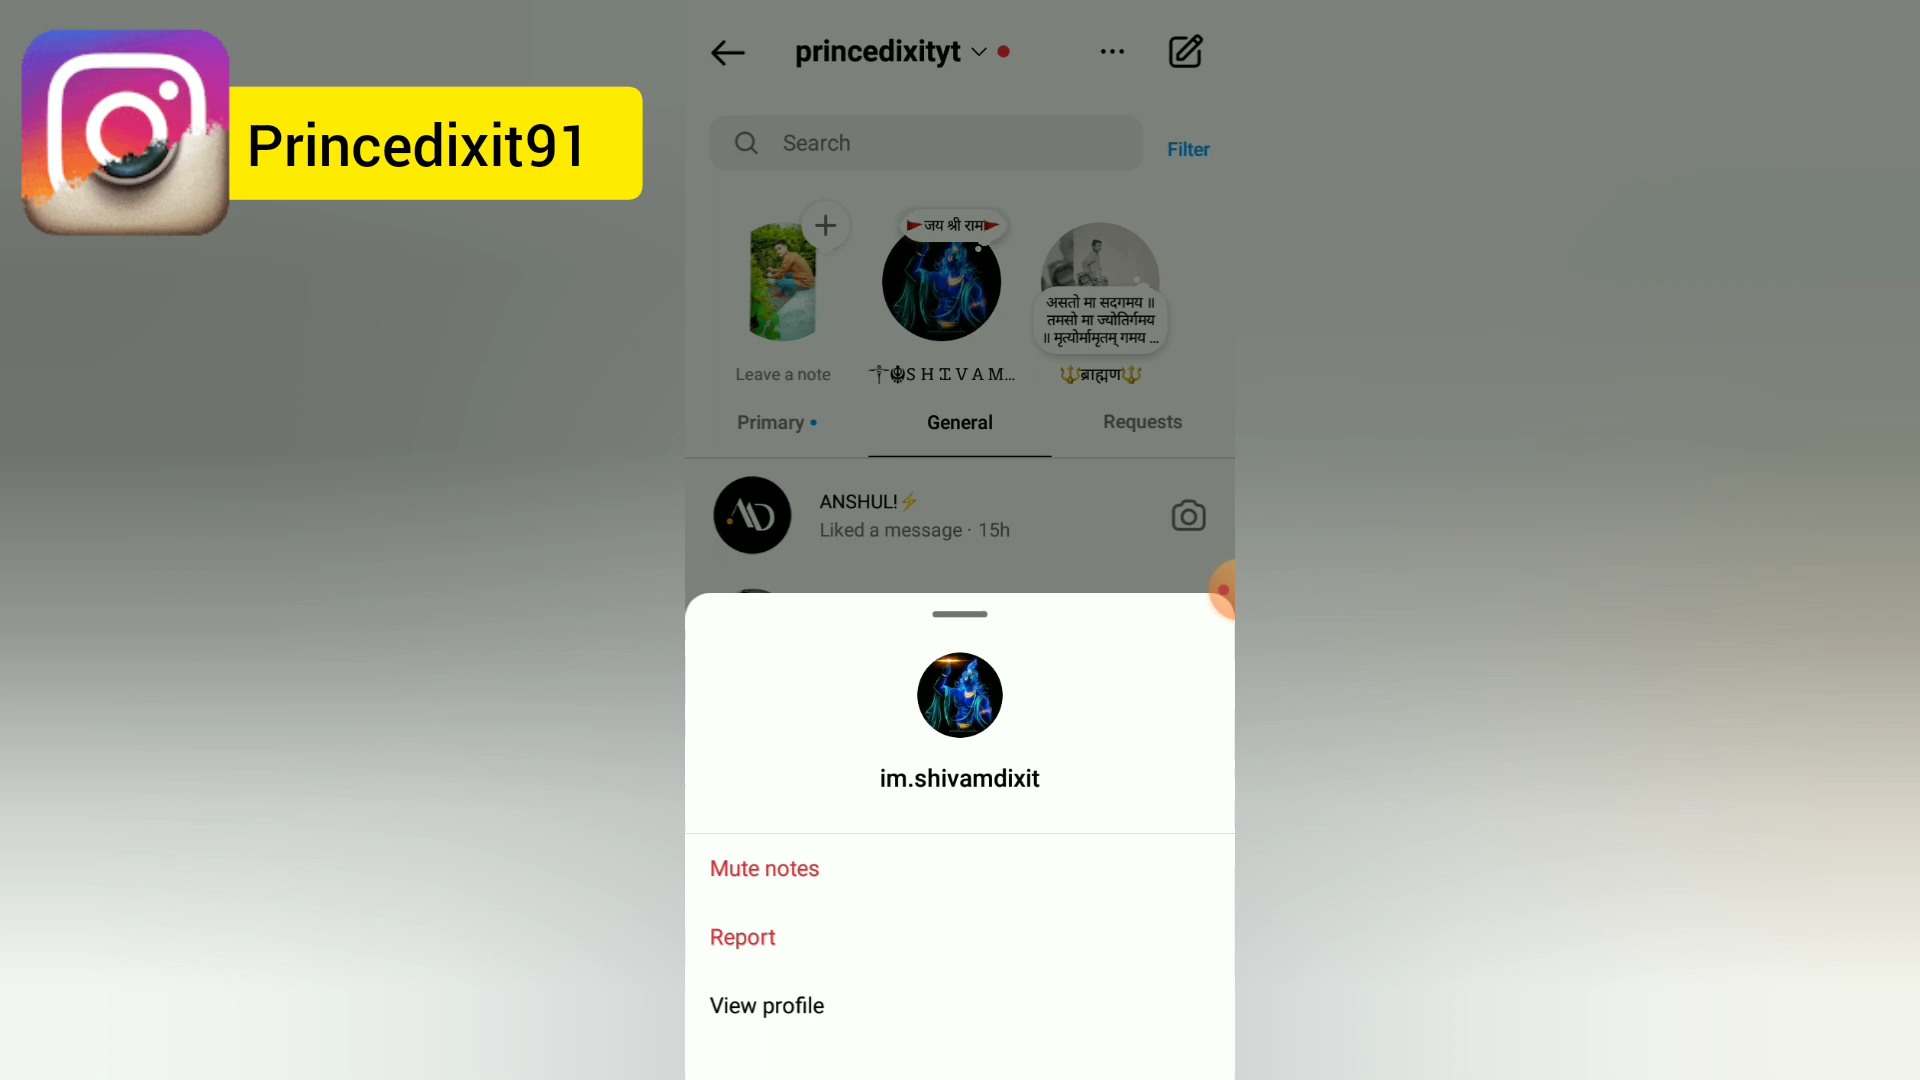 Princedixit91
princedixityt
Search
Filter
जय श्री राम
असतो मा सदगमय ॥
तमसो मा ज्योतिर्गमय
॥ मृत्योर्मामृतम् गमय ...
Leave a note
S H I V A M...
🔱ब्राह्मण🔱
Primary
General
Requests
ANSHUL!⚡
Liked a message · 15h
im.shivamdixit
Mute notes
Report
View profile